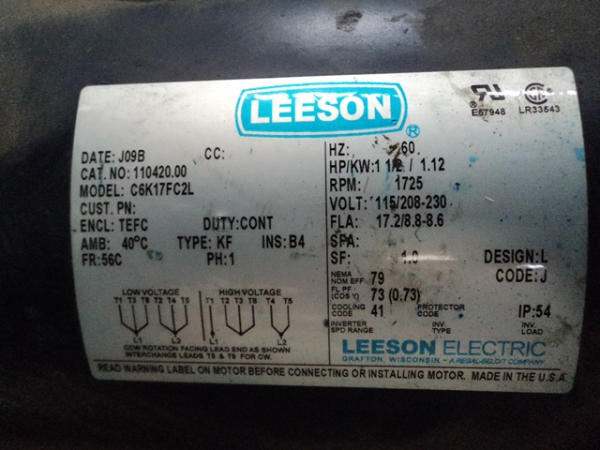 LEESON
®
E57948 LR33543
DATE: J09B CC:
CAT. NO: 110420.00
MODEL: C6K17FC2L
CUST. PN:
ENCL: TEFC DUTY: CONT
AMB: 40°C TYPE: KF INS: B4
FR: 56C PH: 1
HZ: 60
HP/KW: 1 1/2 / 1.12
RPM: 1725
VOLT: 115/208-230
FLA: 17.2/8.8-8.6
SFA:
SF: 1.0 DESIGN: L
NEMA NOM EFF 79 CODE: J
FL PF (COS Y) 73 (0.73)
COOLING CODE 41 PROTECTOR CODE IP: 54
INVERTER SPD RANGE INV. TYPE INV. LOAD
LOW VOLTAGE HIGH VOLTAGE
T1 T3 T8 T2 T4 T5 T1 T2 T3 T8 T4 T5
L1 L2 L1 L2
CCW ROTATION FACING LEAD END AS SHOWN
INTERCHANGE LEADS T5 & T8 FOR CW.
LEESON ELECTRIC
GRAFTON, WISCONSIN. – A REGAL-BELOIT COMPANY
READ WARNING LABEL ON MOTOR BEFORE CONNECTING OR INSTALLING MOTOR. MADE IN THE U.S.A.